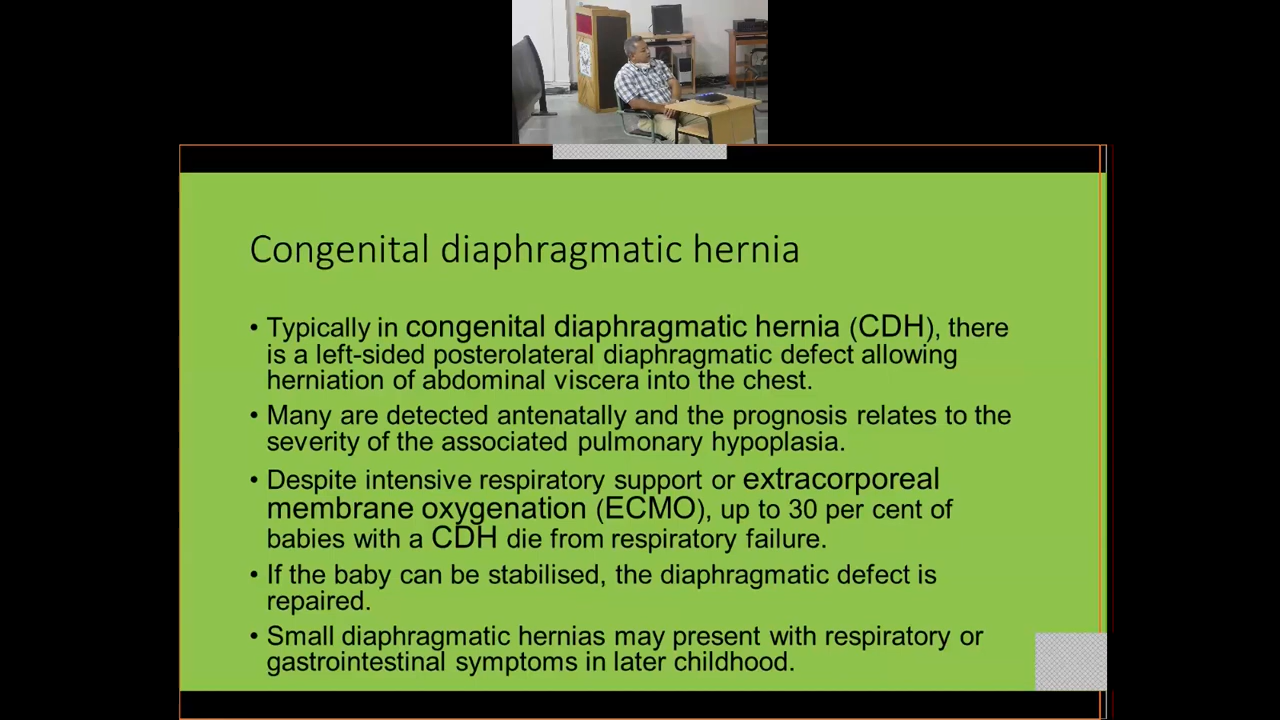 Congenital diaphragmatic hernia
• Typically in congenital diaphragmatic hernia (CDH), there
is a left-sided posterolateral diaphragmatic defect allowing
herniation of abdominal viscera into the chest.
• Many are detected antenatally and the prognosis relates to the
severity of the associated pulmonary hypoplasia.
• Despite intensive respiratory support or extracorporeal
membrane oxygenation (ECMO), up to 30 per cent of
babies with a CDH die from respiratory failure.
• If the baby can be stabilised, the diaphragmatic defect is
repaired.
• Small diaphragmatic hernias may present with respiratory or
gastrointestinal symptoms in later childhood.